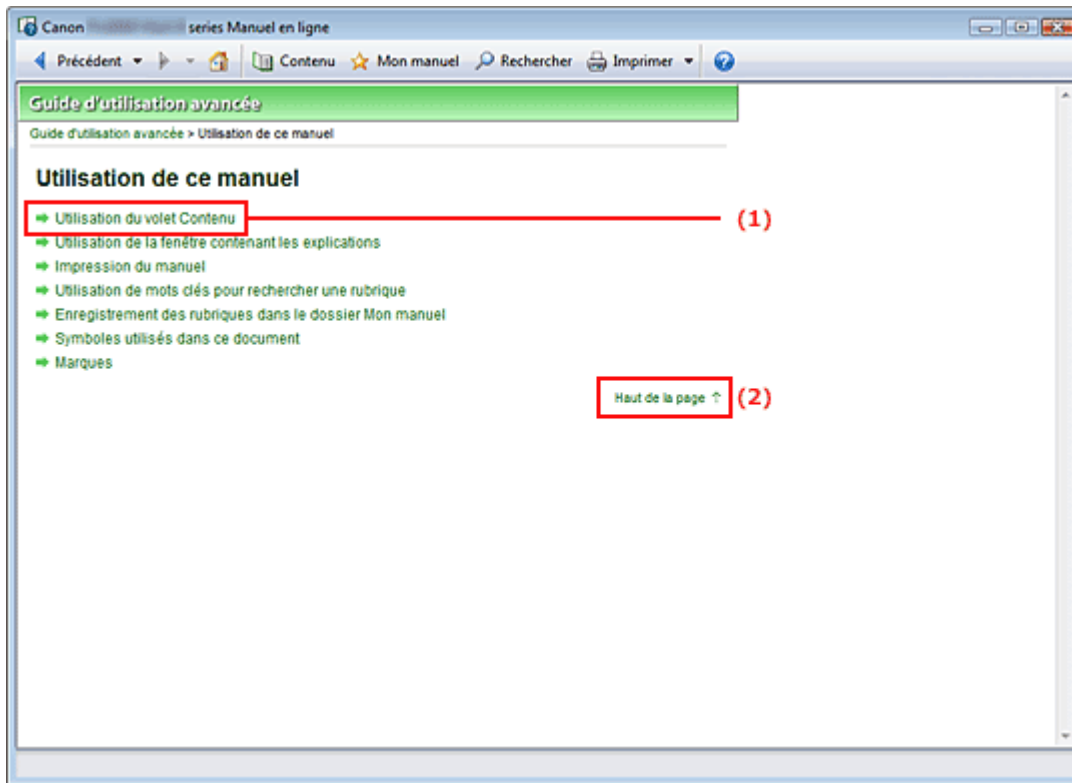 Canon series Manuel en ligne
Précédent Contenu Mon manuel Rechercher Imprimer
Guide d'utilisation avancée
Guide d'utilisation avancée > Utilisation de ce manuel
Utilisation de ce manuel
Utilisation du volet Contenu (1)
Utilisation de la fenêtre contenant les explications
Impression du manuel
Utilisation de mots clés pour rechercher une rubrique
Enregistrement des rubriques dans le dossier Mon manuel
Symboles utilisés dans ce document
Marques
Haut de la page ↑ (2)